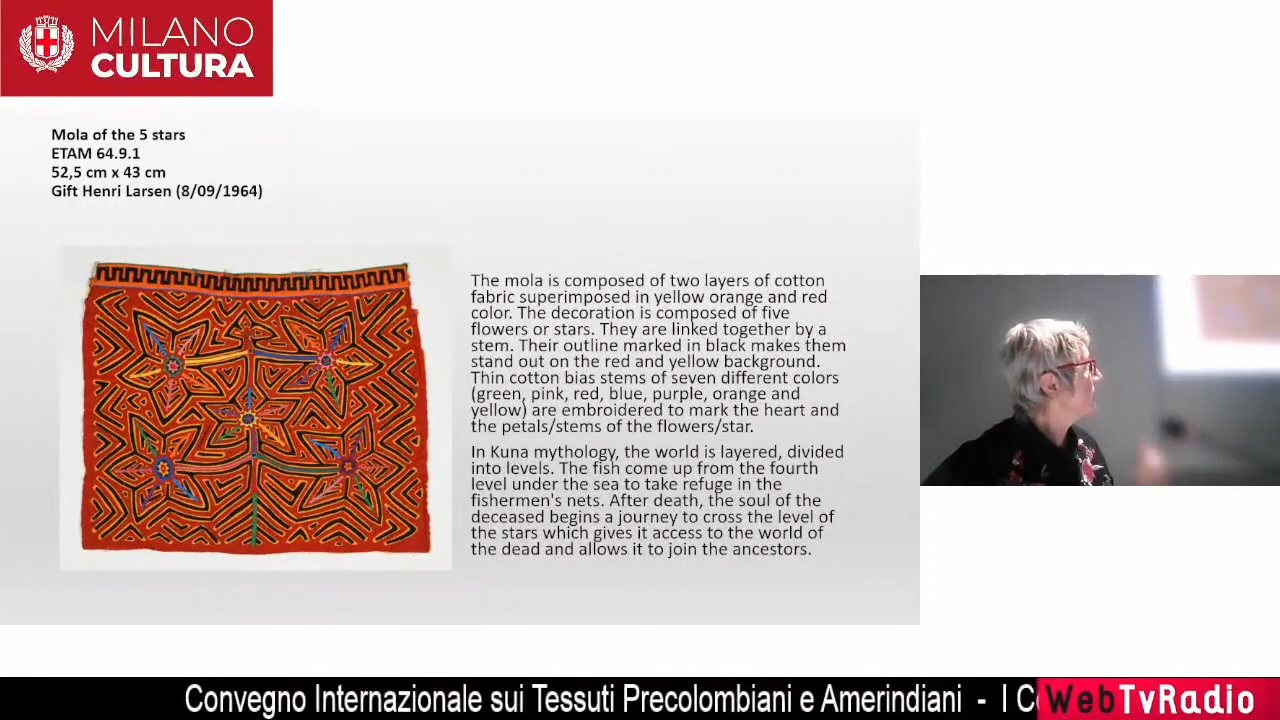 MILANO
CULTURA
Mola of the 5 stars
ETAM 64.9.1
52,5 cm x 43 cm
Gift Henri Larsen (8/09/1964)
The mola is composed of two layers of cotton
fabric superimposed in yellow orange and red
color. The decoration is composed of five
flowers or stars. They are linked together by a
stem. Their outline marked in black makes them
stand out on the red and yellow background.
Thin cotton bias stems of seven different colors
(green, pink, red, blue, purple, orange and
yellow) are embroidered to mark the heart and
the petals/stems of the flowers/star.
In Kuna mythology, the world is layered, divided
into levels. The fish come up from the fourth
level under the sea to take refuge in the
fishermen's nets. After death, the soul of the
deceased begins a journey to cross the level of
the stars which gives it access to the world of
the dead and allows it to join the ancestors.
Convegno Internazionale sui Tessuti Precolombiani e Amerindiani - I C
WebTvRadio